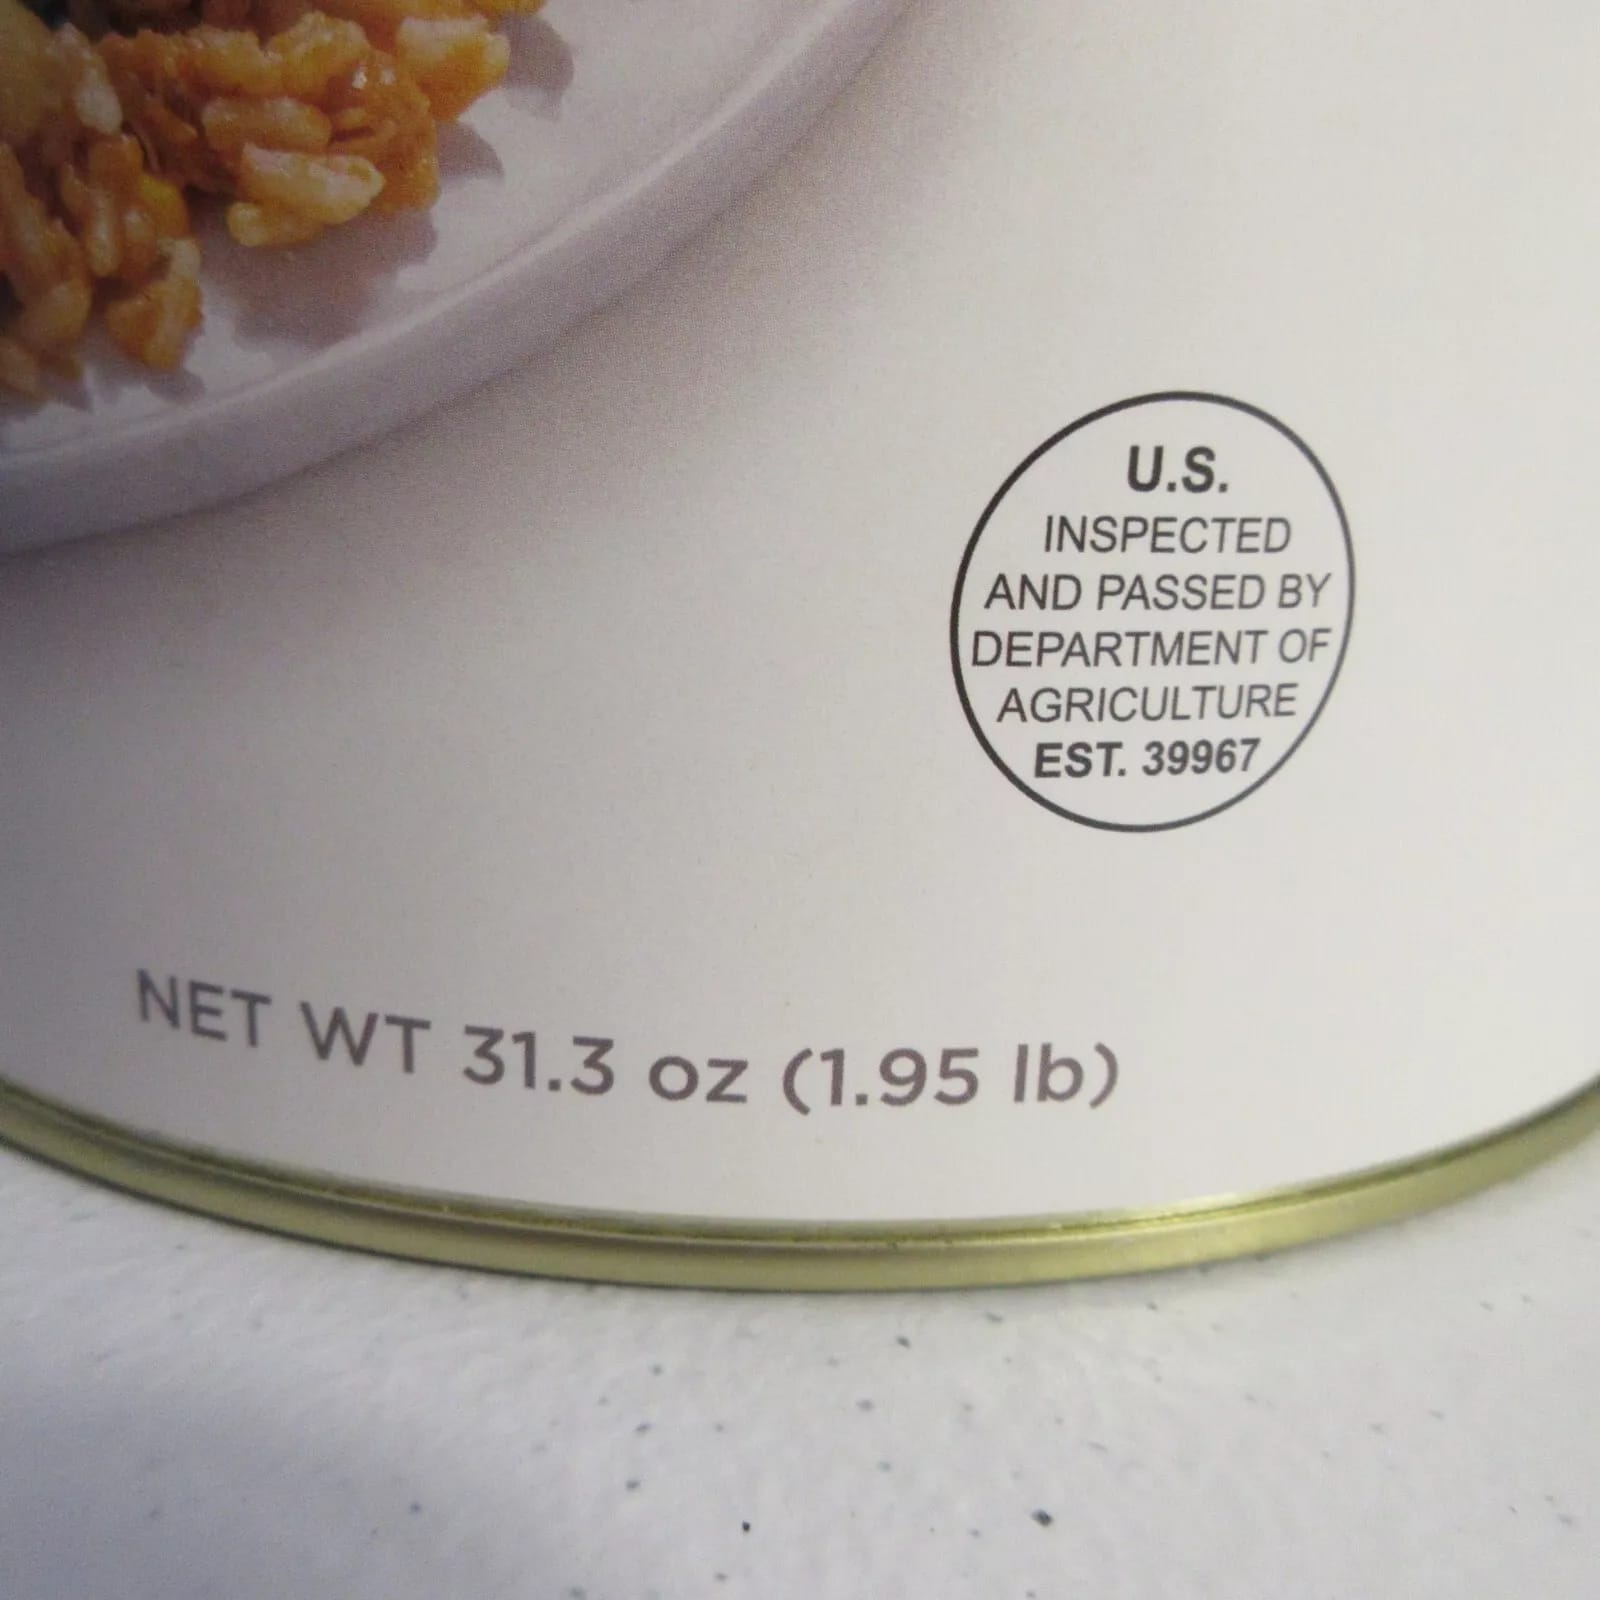 U.S.
INSPECTED
AND PASSED BY
DEPARTMENT OF
AGRICULTURE
EST. 39967
NET WT 31.3 oz (1.95 lb)